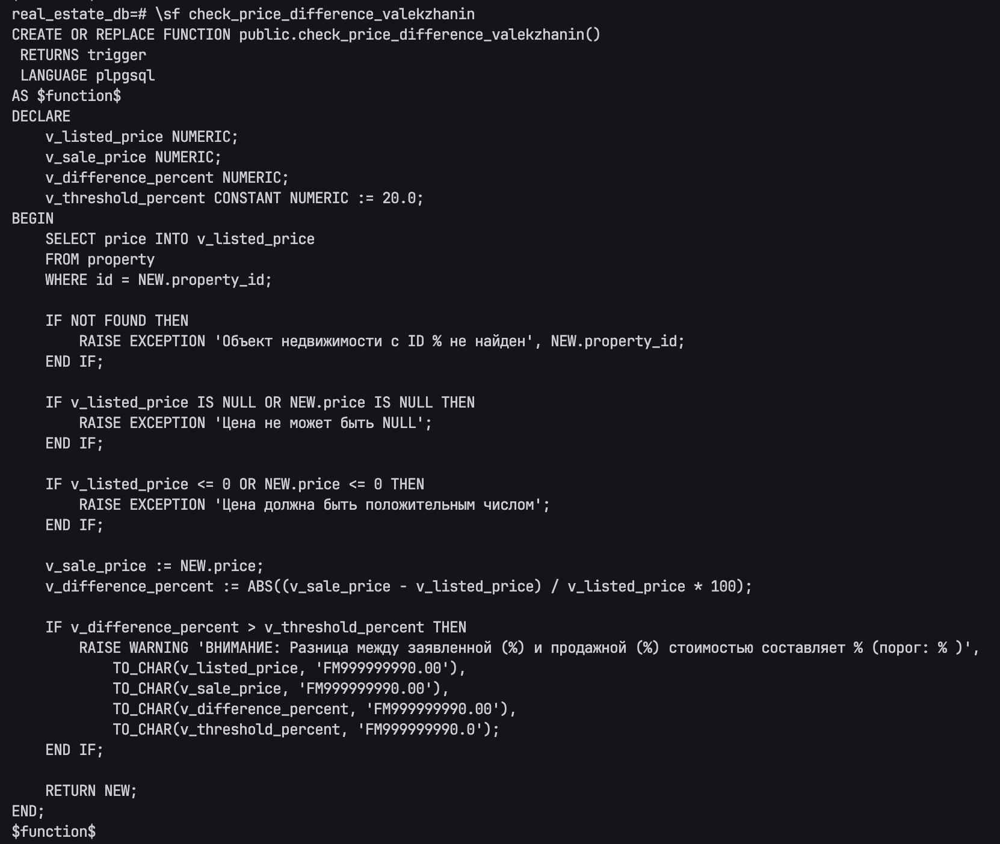 real_estate_db=# \sf check_price_difference_valekzhanin
CREATE OR REPLACE FUNCTION public.check_price_difference_valekzhanin()
 RETURNS trigger
 LANGUAGE plpgsql
AS $function$
DECLARE
    v_listed_price NUMERIC;
    v_sale_price NUMERIC;
    v_difference_percent NUMERIC;
    v_threshold_percent CONSTANT NUMERIC := 20.0;
BEGIN
    SELECT price INTO v_listed_price
    FROM property
    WHERE id = NEW.property_id;

    IF NOT FOUND THEN
        RAISE EXCEPTION 'Объект недвижимости с ID % не найден', NEW.property_id;
    END IF;

    IF v_listed_price IS NULL OR NEW.price IS NULL THEN
        RAISE EXCEPTION 'Цена не может быть NULL';
    END IF;

    IF v_listed_price <= 0 OR NEW.price <= 0 THEN
        RAISE EXCEPTION 'Цена должна быть положительным числом';
    END IF;

    v_sale_price := NEW.price;
    v_difference_percent := ABS((v_sale_price - v_listed_price) / v_listed_price * 100);

    IF v_difference_percent > v_threshold_percent THEN
        RAISE WARNING 'ВНИМАНИЕ: Разница между заявленной (%) и продажной (%) стоимостью составляет % (порог: % )',
            TO_CHAR(v_listed_price, 'FM999999990.00'),
            TO_CHAR(v_sale_price, 'FM999999990.00'),
            TO_CHAR(v_difference_percent, 'FM999999990.00'),
            TO_CHAR(v_threshold_percent, 'FM999999990.0');
    END IF;

    RETURN NEW;
END;
$function$